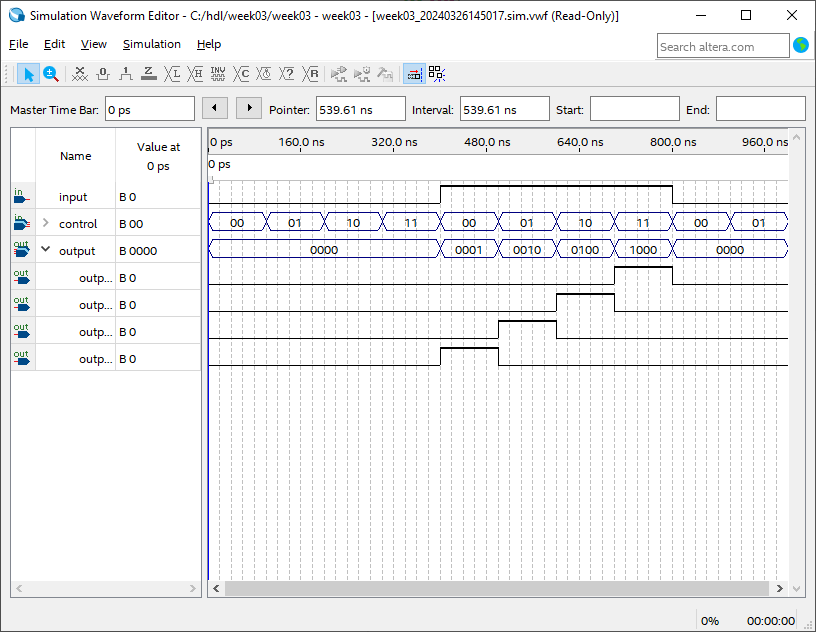 Simulation Waveform Editor - C:/hdl/week03/week03 - week03 - [week03_20240326145017.sim.vwf (Read-Only)]
File Edit View Simulation Help
Search altera.com
Master Time Bar: 0 ps Pointer: 539.61 ns Interval: 539.61 ns Start: End:
Name Value at 0 ps
0 ps 160.0 ns 320.0 ns 480.0 ns 640.0 ns 800.0 ns 960.0 ns
0 ps
in input B 0
in control B 00 00 01 10 11 00 01 10 11 00 01
out output B 0000 0000 0001 0010 0100 1000 0000
out outp... B 0
out outp... B 0
out outp... B 0
out outp... B 0
0% 00:00:00